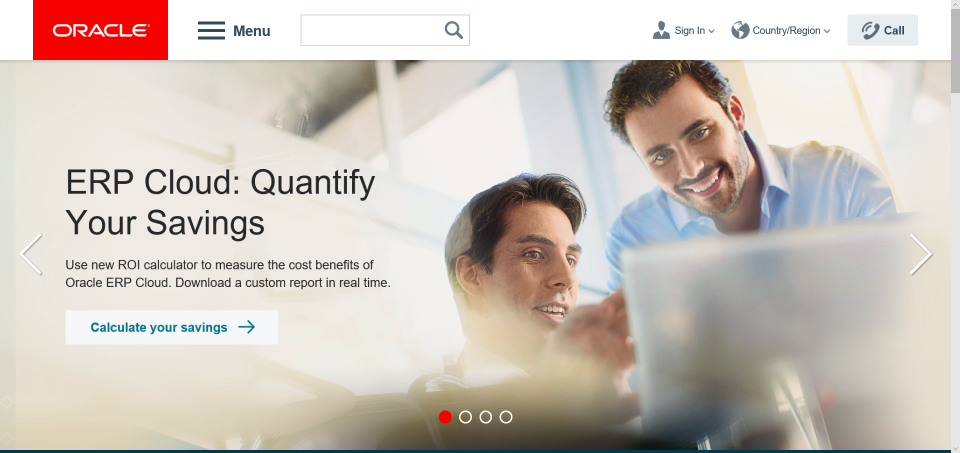 ORACLE
Menu
Sign In
Country/Region
Call
ERP Cloud: Quantify
Your Savings
Use new ROI calculator to measure the cost benefits of
Oracle ERP Cloud. Download a custom report in real time.
Calculate your savings